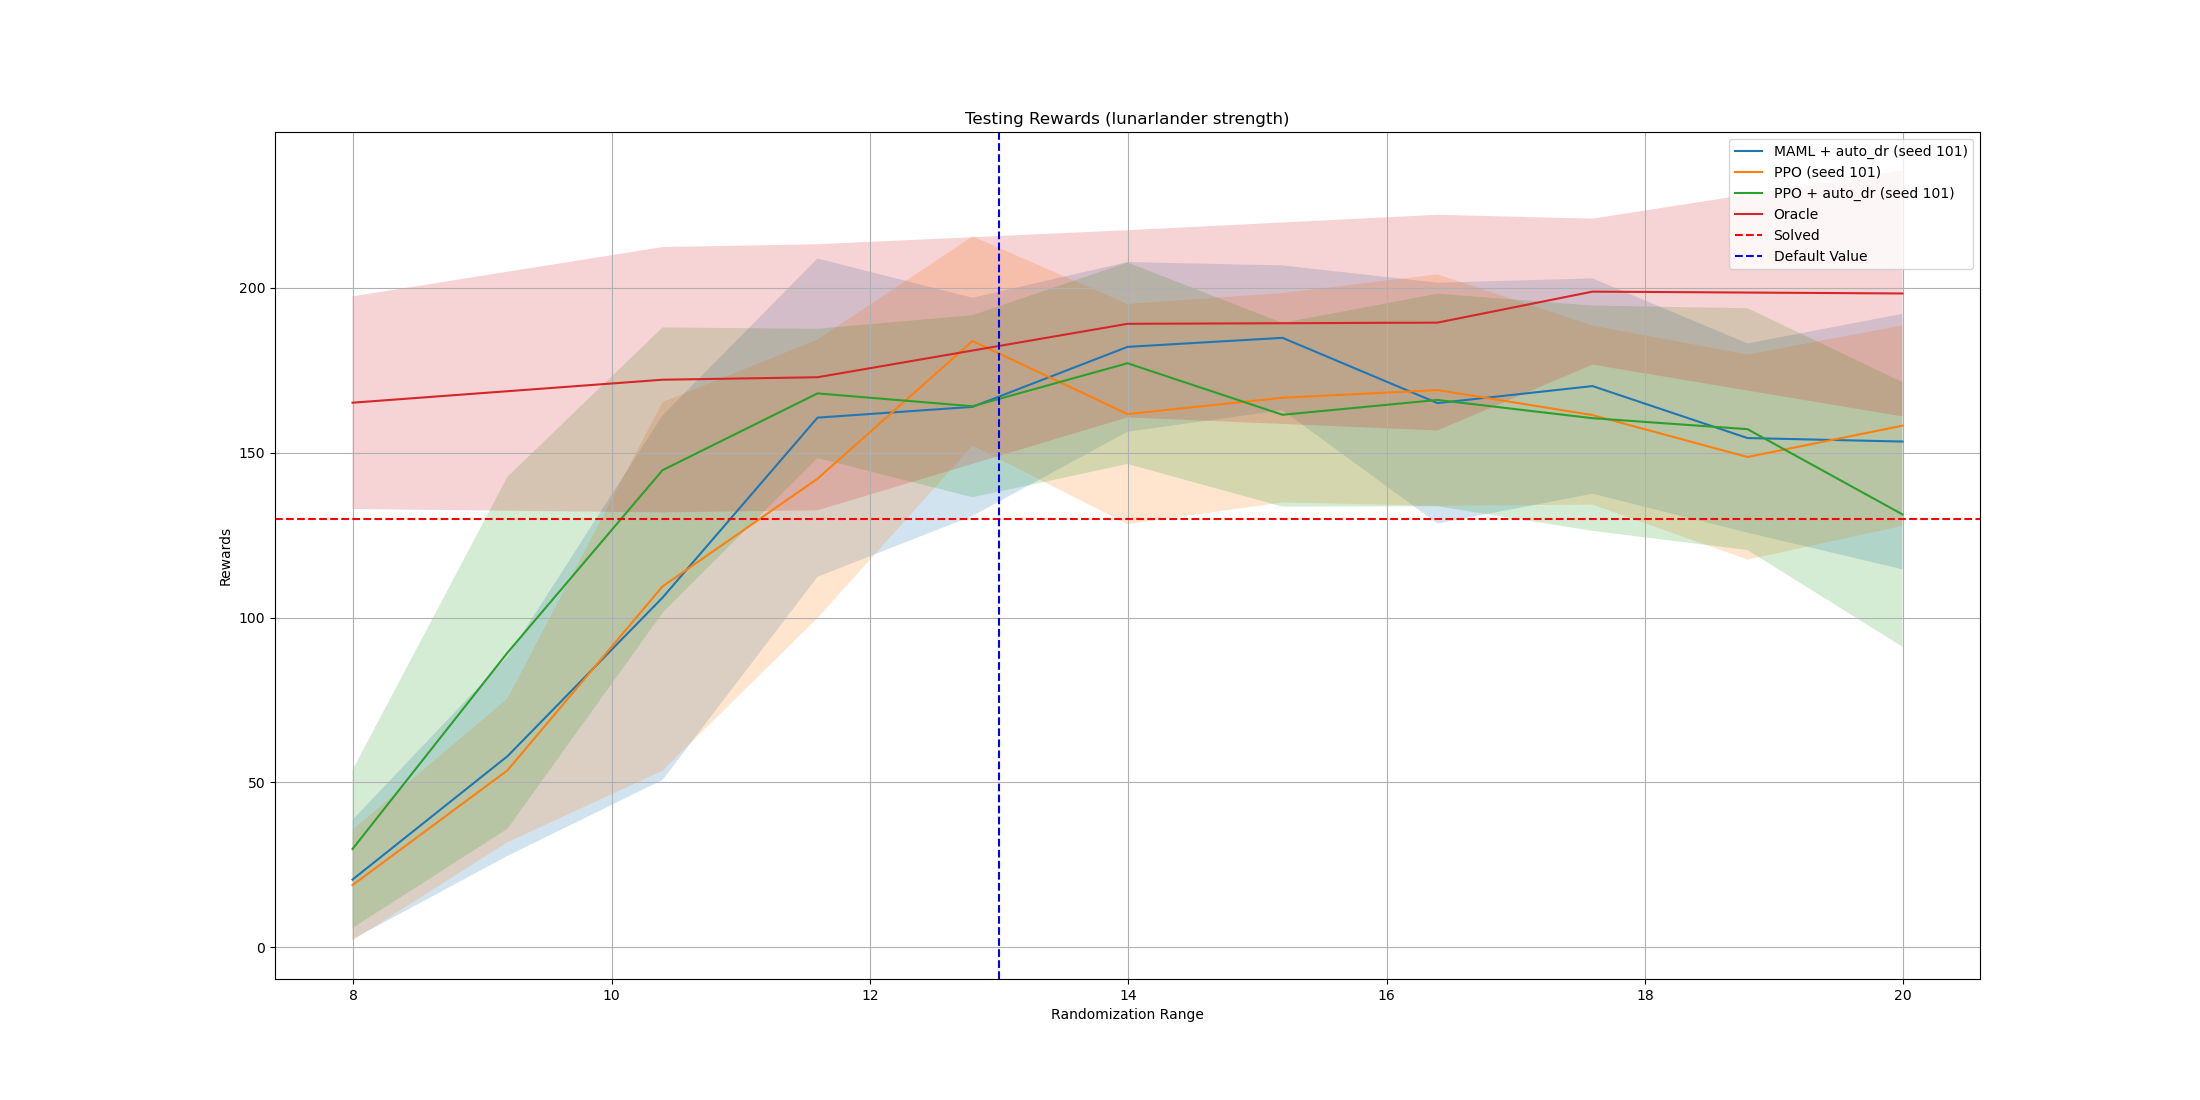 Testing Rewards (lunarlander strength)
MAML + auto_dr (seed 101)
PPO (seed 101)
PPO + auto_dr (seed 101)
Oracle
Solved
Default Value
Rewards
200
150
100
50
0
8 10 12 14 16 18 20
Randomization Range